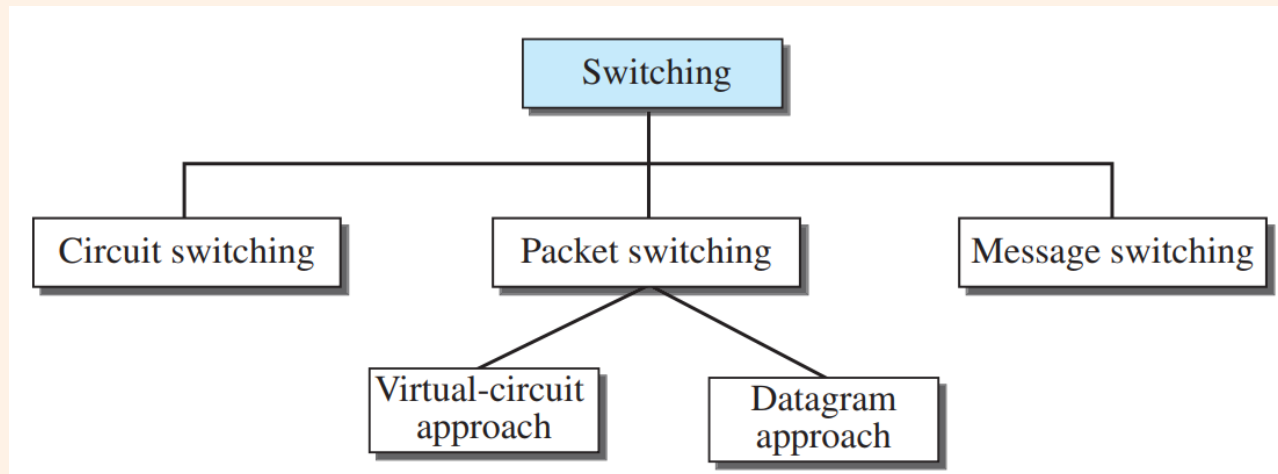 Switching
Circuit switching
Packet switching
Message switching
Virtual-circuit
approach
Datagram
approach